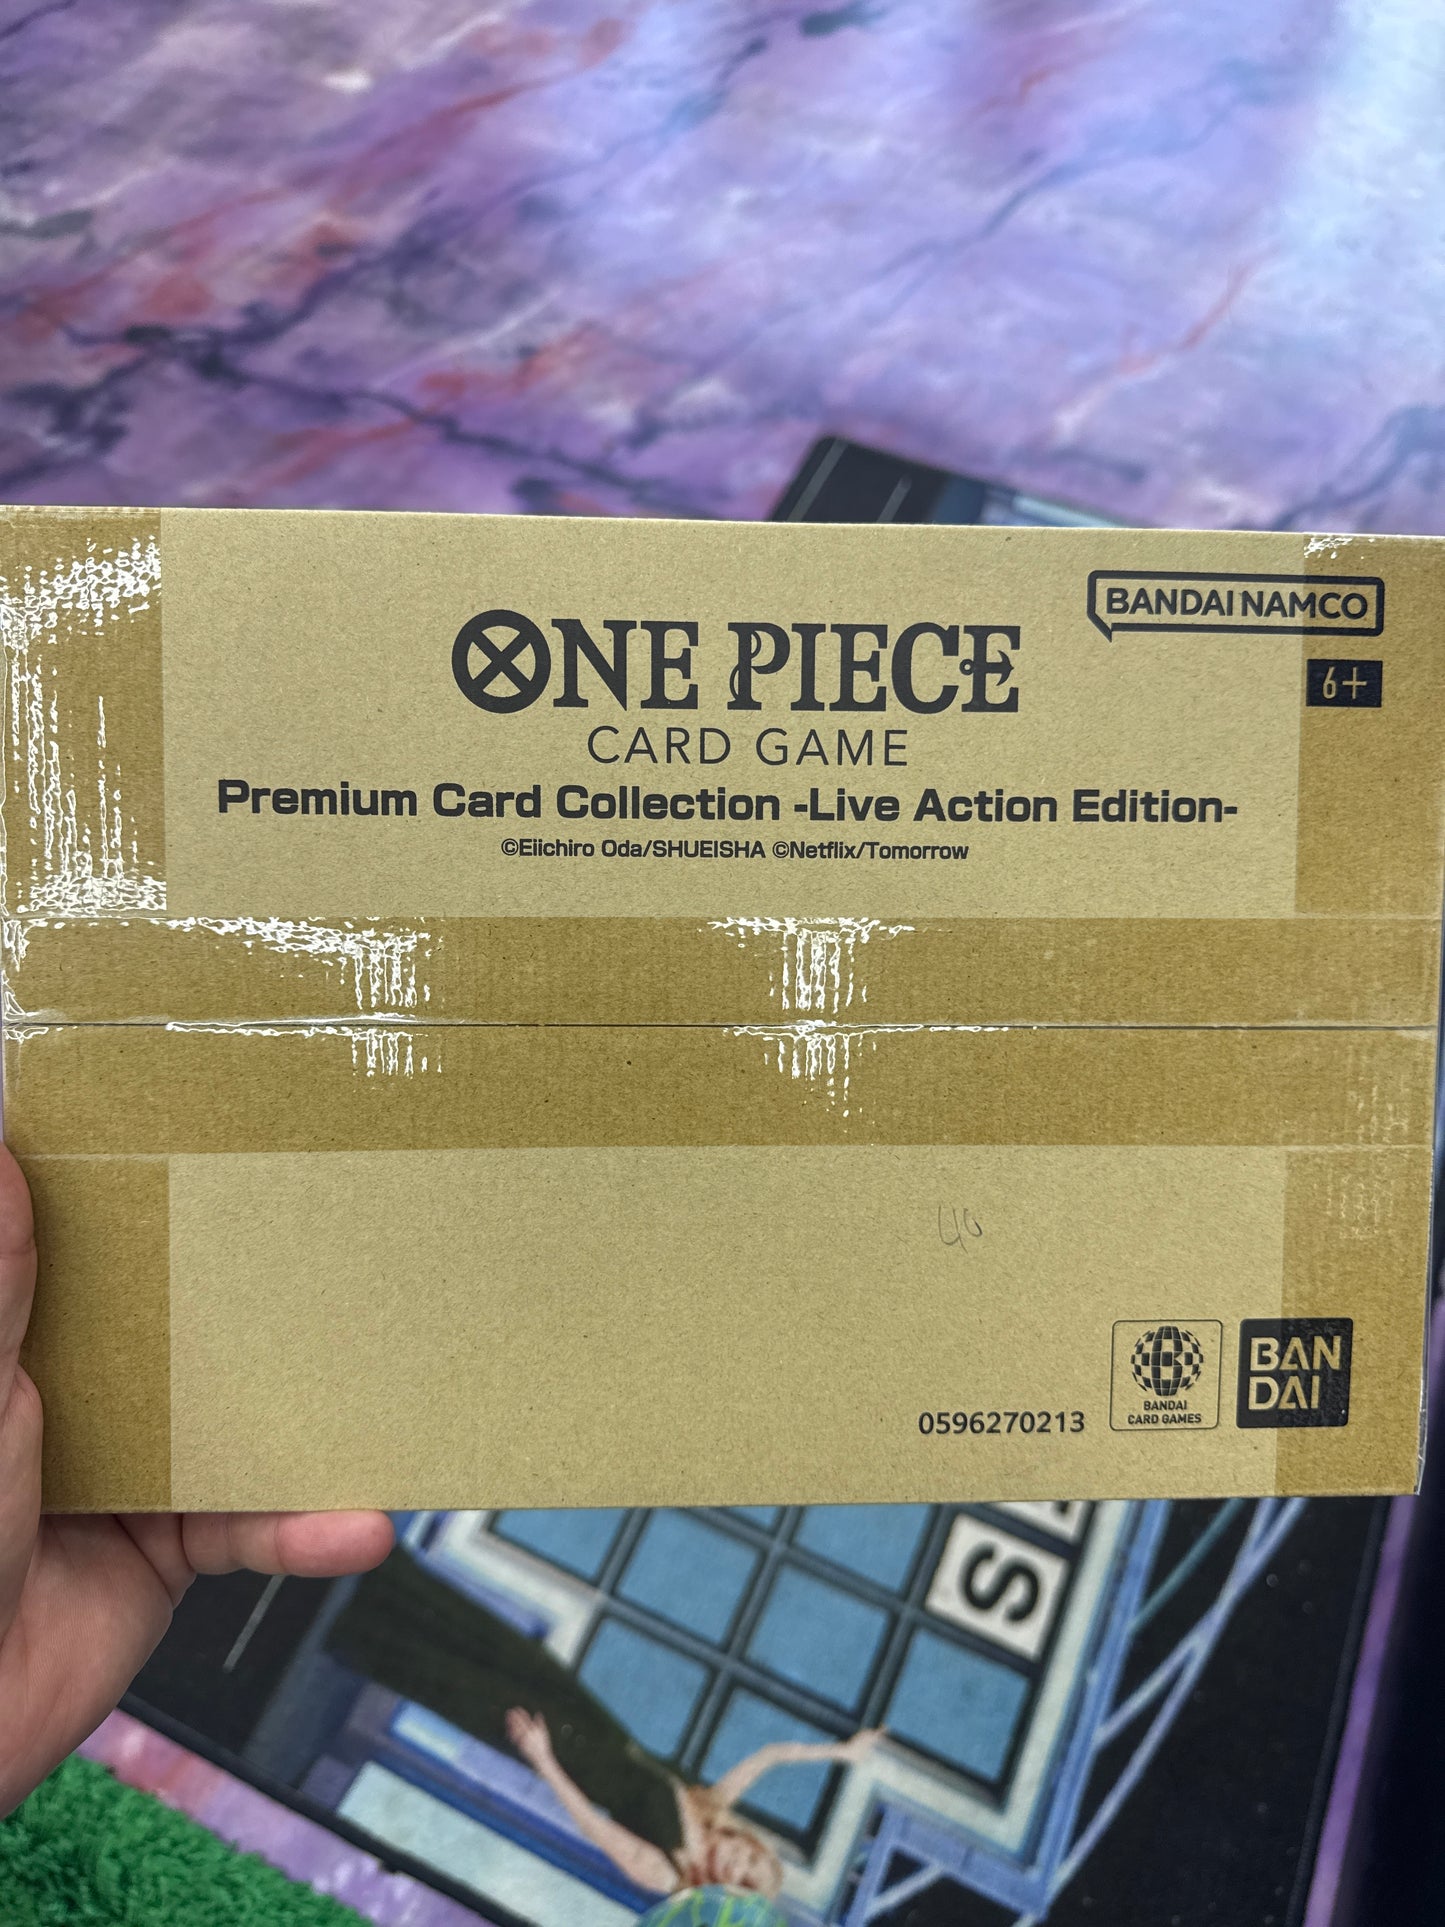 BANDAI NAMCO
6+
ONE PIECE
CARD GAME
Premium Card Collection -Live Action Edition-
©Eiichiro Oda/SHUEISHA ©Netflix/Tomorrow
40
0596270213
BANDAI
CARD GAMES
BAN
DAI
S